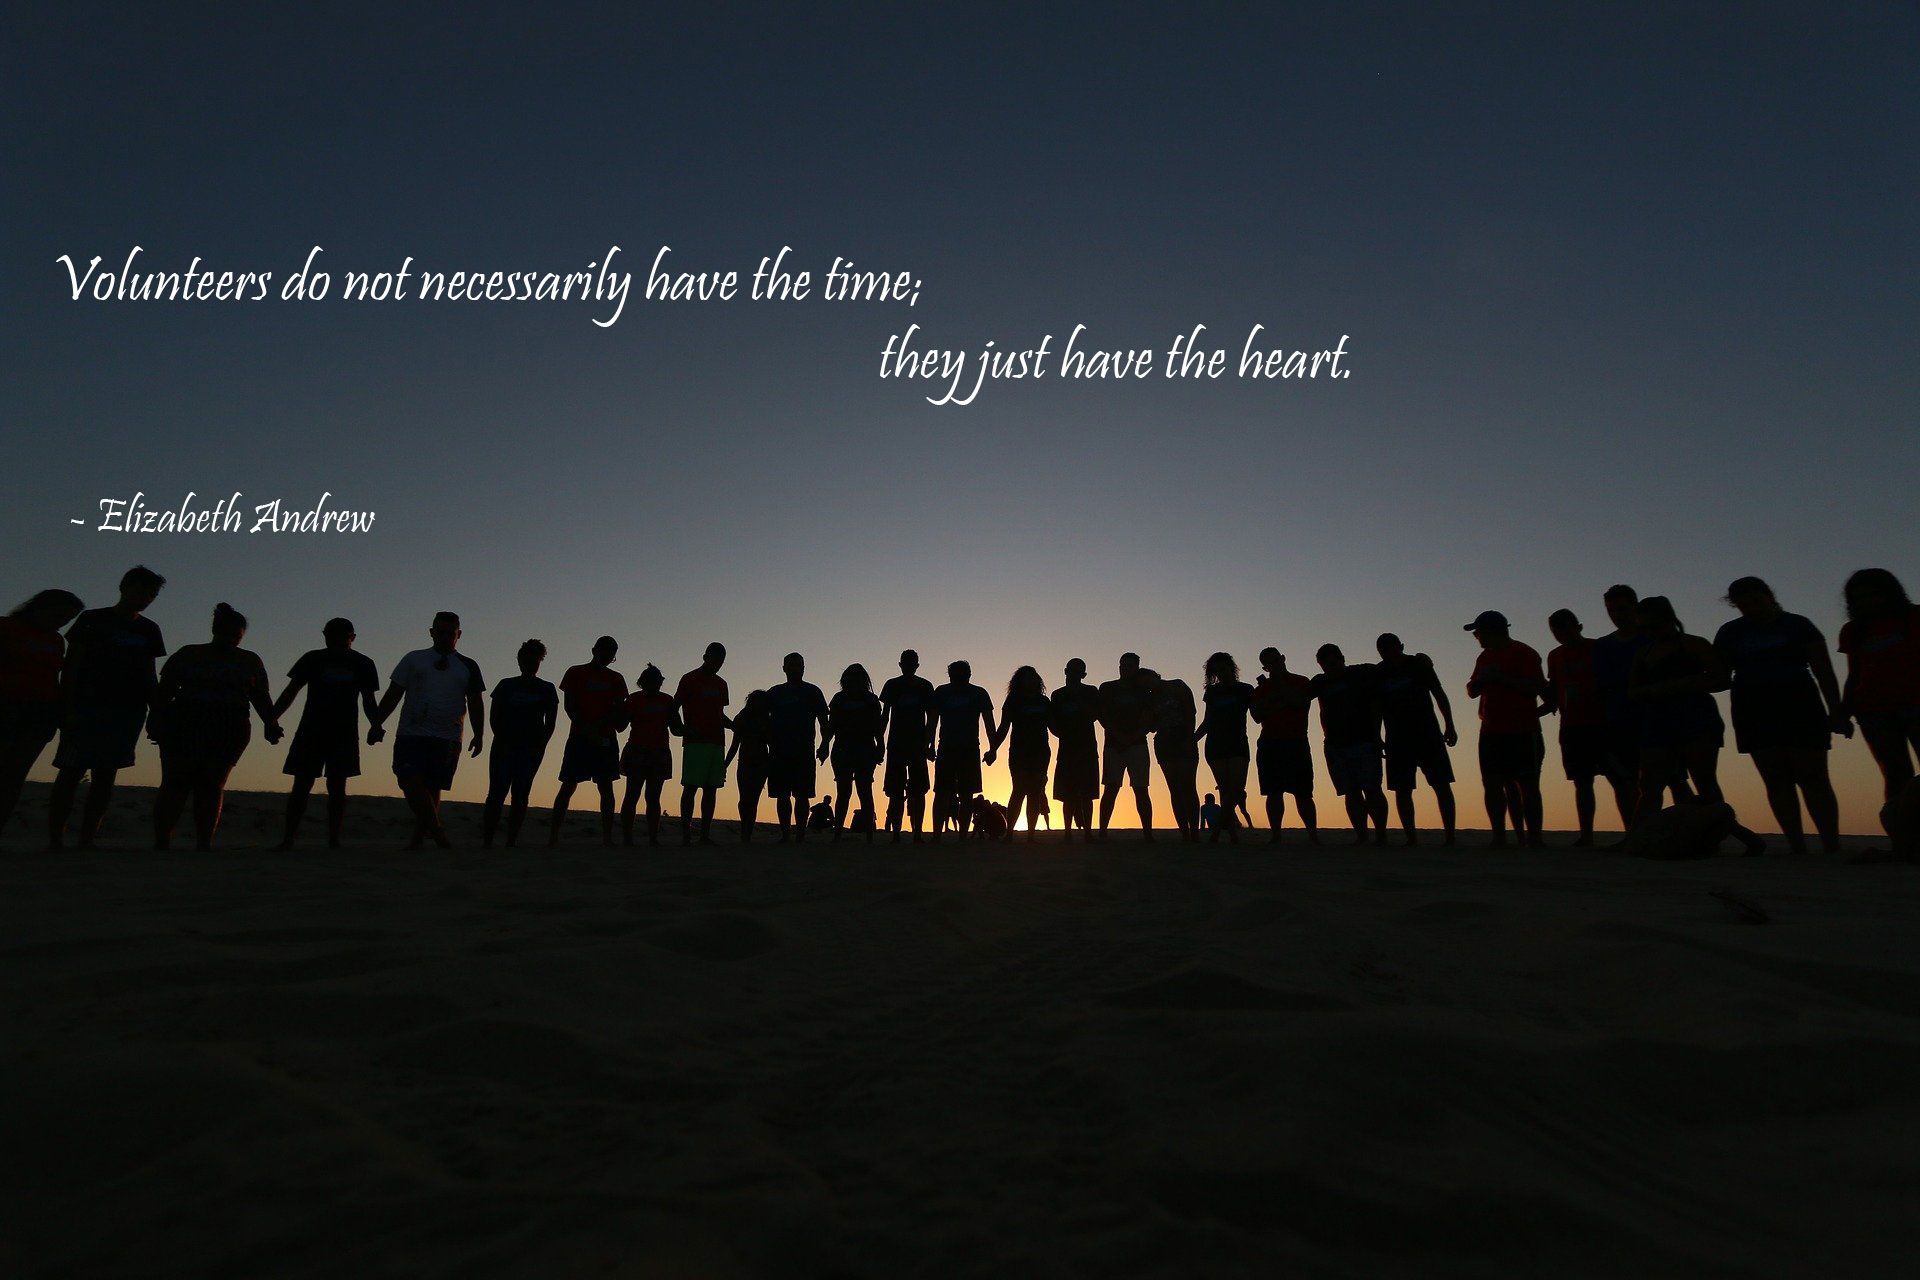 Volunteers do not necessarily have the time;
they just have the heart.
~ Elizabeth Andrew